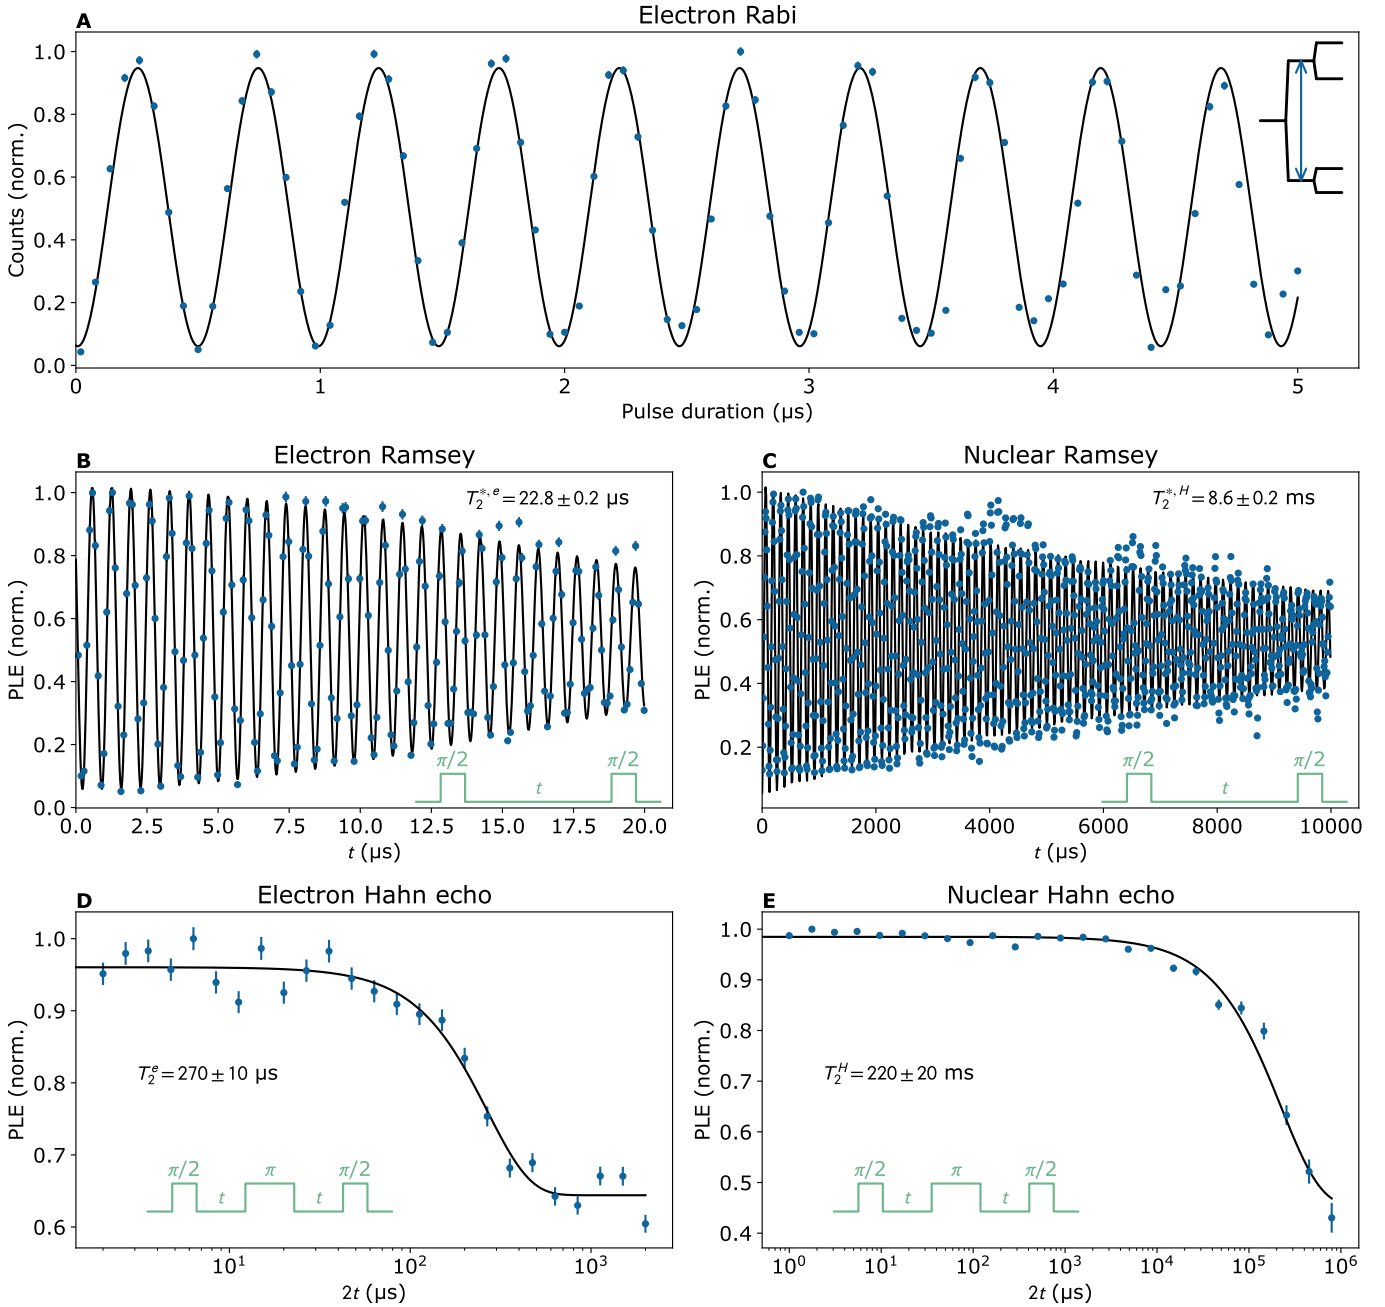 A
Electron Rabi
Counts (norm.)
1.0
0.8
0.6
0.4
0.2
0.0
0 1 2 3 4 5
Pulse duration (µs)
B
Electron Ramsey
T₂*,ᵉ = 22.8 ± 0.2 µs
PLE (norm.)
1.0
0.8
0.6
0.4
0.2
0.0
π/2 t π/2
0.0 2.5 5.0 7.5 10.0 12.5 15.0 17.5 20.0
t (µs)
C
Nuclear Ramsey
T₂*,ᴴ = 8.6 ± 0.2 ms
PLE (norm.)
1.0
0.8
0.6
0.4
0.2
π/2 t π/2
0 2000 4000 6000 8000 10000
t (µs)
D
Electron Hahn echo
PLE (norm.)
1.0
0.9
0.8
0.7
0.6
T₂ᵉ = 270 ± 10 µs
π/2 t π t π/2
10¹ 10² 10³
2t (µs)
E
Nuclear Hahn echo
PLE (norm.)
1.0
0.9
0.8
0.7
0.6
0.5
0.4
T₂ᴴ = 220 ± 20 ms
π/2 t π t π/2
10⁰ 10¹ 10² 10³ 10⁴ 10⁵ 10⁶
2t (µs)